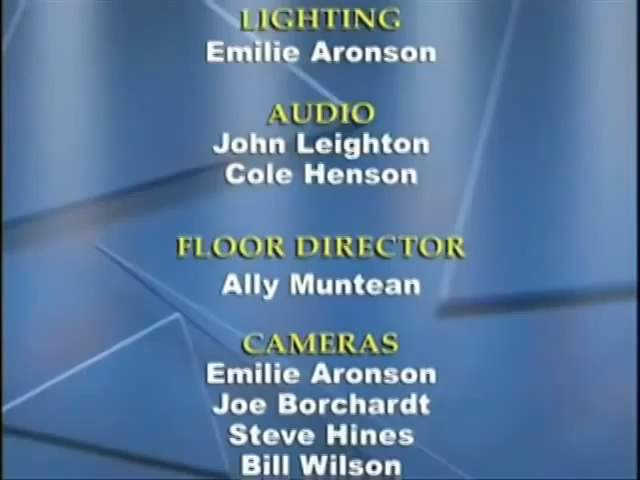 LIGHTING
Emilie Aronson
AUDIO
John Leighton
Cole Henson
FLOOR DIRECTOR
Ally Muntean
CAMERAS
Emilie Aronson
Joe Borchardt
Steve Hines
Bill Wilson